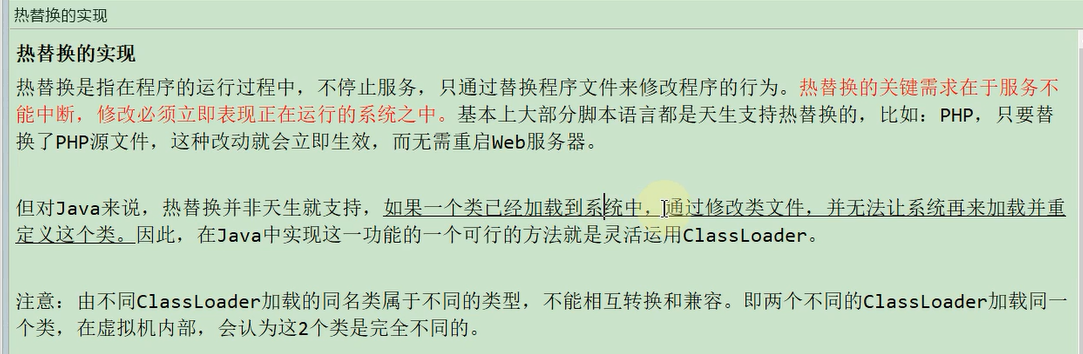 热替换的实现
热替换的实现
热替换是指在程序的运行过程中，不停止服务，只通过替换程序文件来修改程序的行为。热替换的关键需求在于服务不
能中断，修改必须立即表现正在运行的系统之中。基本上大部分脚本语言都是天生支持热替换的，比如：PHP，只要替
换了PHP源文件，这种改动就会立即生效，而无需重启Web服务器。
但对Java来说，热替换并非天生就支持，如果一个类已经加载到系统中，通过修改类文件，并无法让系统再来加载并重
定义这个类。因此，在Java中实现这一功能的一个可行的方法就是灵活运用ClassLoader。
注意：由不同ClassLoader加载的同名类属于不同的类型，不能相互转换和兼容。即两个不同的ClassLoader加载同一
个类，在虚拟机内部，会认为这2个类是完全不同的。